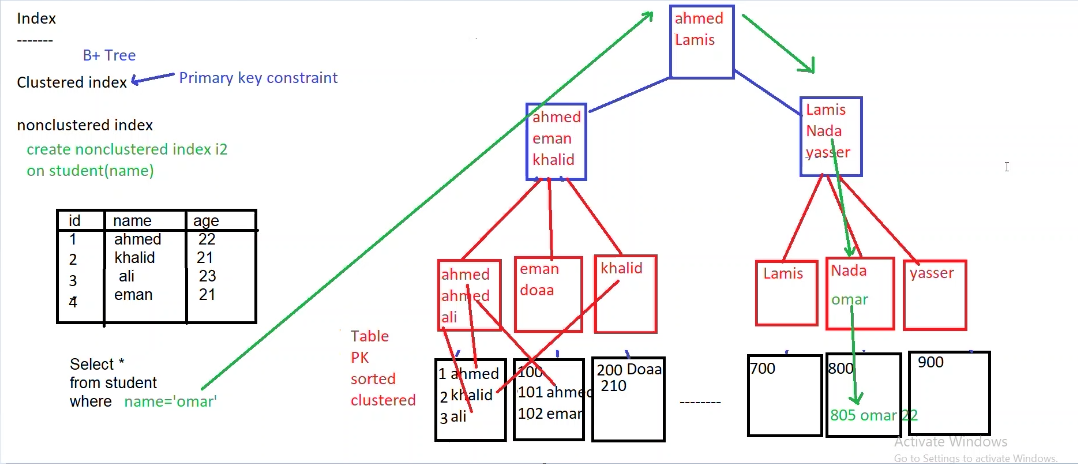 Index
-------
B+ Tree
Clustered index
Primary key constraint
nonclustered index
create nonclustered index i2
on student(name)
id name age
1 ahmed 22
2 khalid 21
3 ali 23
4 eman 21
Select *
from student
where name='omar'
ahmed
Lamis
ahmed
eman
khalid
Lamis
Nada
yasser
ahmed
ahmed
ali
eman
doaa
khalid
Lamis
Nada
omar
yasser
Table
PK
sorted
clustered
1 ahmed
2 khalid
3 ali
100
101 ahmed
102 eman
200 Doaa
210
--------
700
800
805 omar 22
900
Activate Windows
Go to Settings to activate Windows.